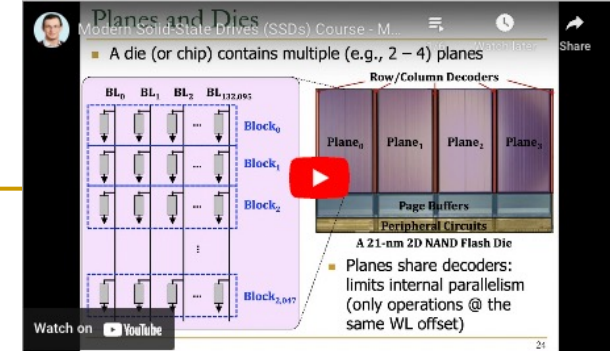 Planes and Dies
Modern Solid-State Drives (SSDs) Course - M...
Watch later
Share
A die (or chip) contains multiple (e.g., 2 – 4) planes
Row/Column Decoders
BL0 BL1 BL2 BL132,095
... Block0
... Block1
... Block2
⋮
... Block2,047
Plane0 Plane1 Plane2 Plane3
Page Buffers
Peripheral Circuits
A 21-nm 2D NAND Flash Die
Planes share decoders:
limits internal parallelism
(only operations @ the
same WL offset)
Watch on YouTube
24